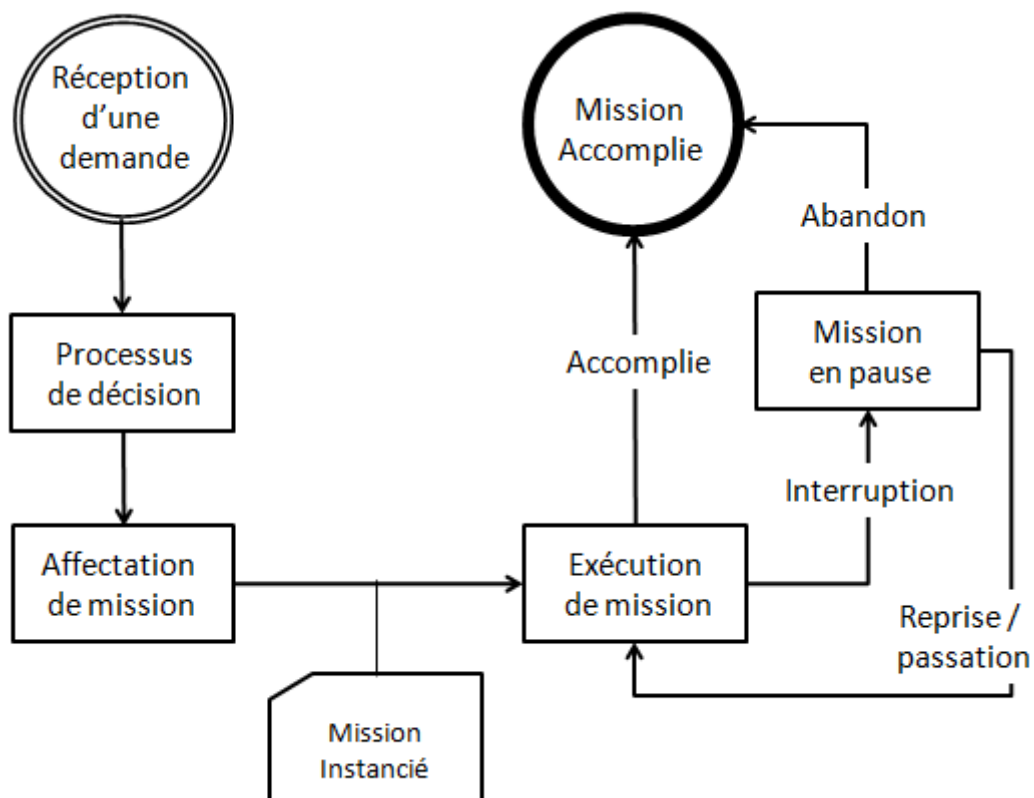 Réception
d’une
demande
Mission
Accomplie
Abandon
Processus
de décision
Accomplie
Mission
en pause
Interruption
Affectation
de mission
Exécution
de mission
Reprise /
passation
Mission
Instancié